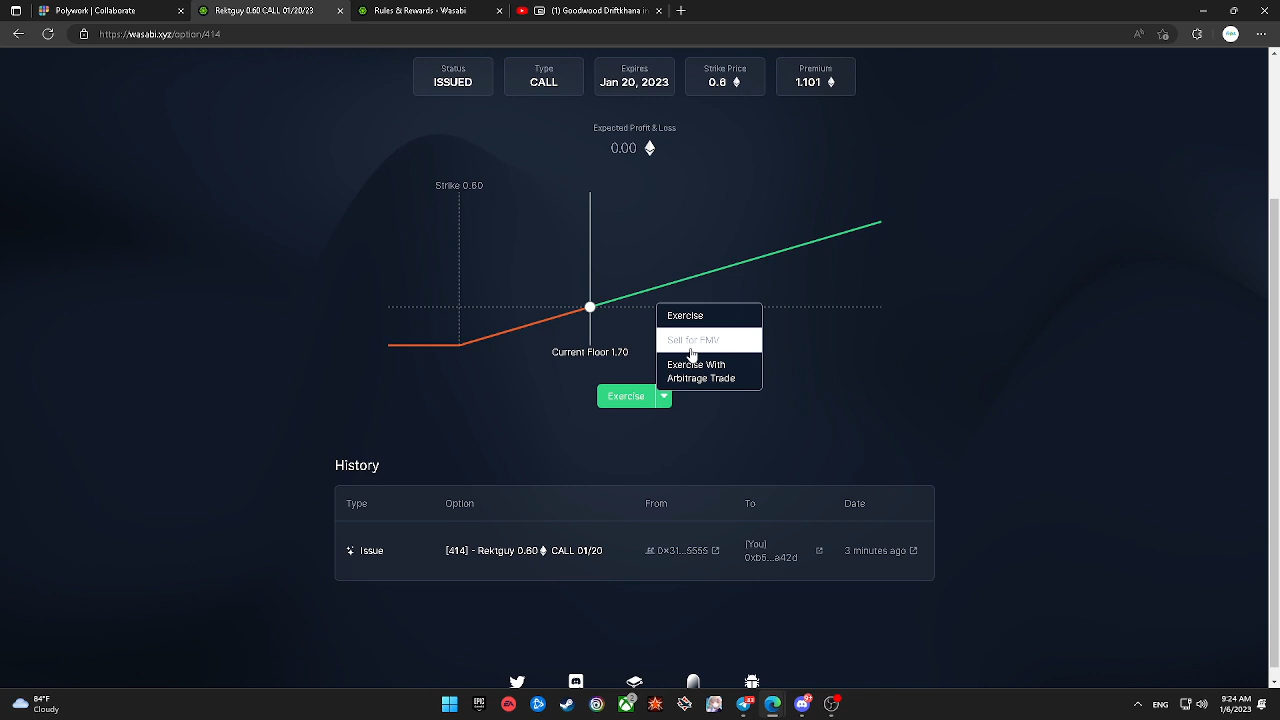 Polywork | Collaborate
Rektguy 0.60 CALL 01/20/23
Rules & Rewards - Wasabi
(1) Goodwood Driftkhana in
https://wasabi.xyz/option/414
Status
ISSUED
Type
CALL
Expires
Jan 20, 2023
Strike Price
0.6
Premium
1.101
Expected Profit & Loss
0.00
Strike 0.60
Current Floor 1.70
Exercise
Sell for FMV
Exercise With
Arbitrage Trade
Exercise
History
Type Option From To Date
Issue [414] - Rektguy 0.60 CALL 01/20 0x31...5555 [You] 3 minutes ago
0xb5...a42d
84°F
Cloudy
ENG
9:24 AM
1/6/2023